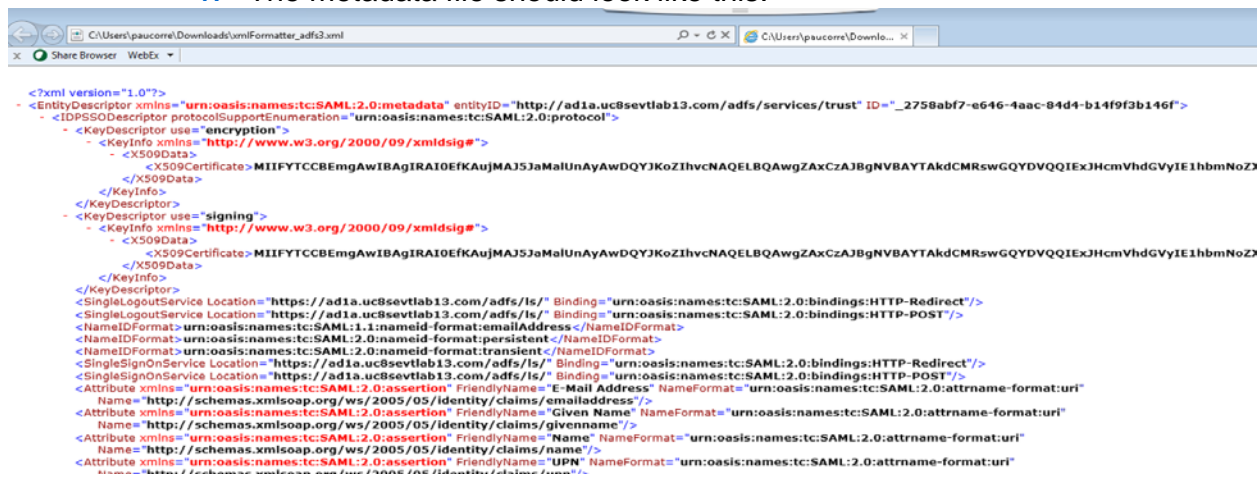 The metadata file should look like this:
C:\Users\paucorre\Downloads\xmlFormatter_adfs3.xml
C:\Users\paucorre\Downlo...
x Share Browser WebEx
<?xml version="1.0"?>
- <EntityDescriptor xmlns="urn:oasis:names:tc:SAML:2.0:metadata" entityID="http://ad1a.uc8sevtlab13.com/adfs/services/trust" ID="_2758abf7-e646-4aac-84d4-b14f9f3b146f">
- <IDPSSODescriptor protocolSupportEnumeration="urn:oasis:names:tc:SAML:2.0:protocol">
- <KeyDescriptor use="encryption">
- <KeyInfo xmlns="http://www.w3.org/2000/09/xmldsig#">
- <X509Data>
<X509Certificate>MIIFYTCCBEmgAwIBAgIRAI0EfKAujMAJ5JaMalUnAyAwDQYJKoZIhvcNAQELBQAwgZAxCzAJBgNVBAYTAkdCMRswGQYDVQQIExJHcmVhdGVyIE1hbmNoZX
</X509Data>
</KeyInfo>
</KeyDescriptor>
- <KeyDescriptor use="signing">
- <KeyInfo xmlns="http://www.w3.org/2000/09/xmldsig#">
- <X509Data>
<X509Certificate>MIIFYTCCBEmgAwIBAgIRAI0EfKAujMAJ5JaMalUnAyAwDQYJKoZIhvcNAQELBQAwgZAxCzAJBgNVBAYTAkdCMRswGQYDVQQIExJHcmVhdGVyIE1hbmNoZX
</X509Data>
</KeyInfo>
</KeyDescriptor>
<SingleLogoutService Location="https://ad1a.uc8sevtlab13.com/adfs/ls/" Binding="urn:oasis:names:tc:SAML:2.0:bindings:HTTP-Redirect"/>
<SingleLogoutService Location="https://ad1a.uc8sevtlab13.com/adfs/ls/" Binding="urn:oasis:names:tc:SAML:2.0:bindings:HTTP-POST"/>
<NameIDFormat>urn:oasis:names:tc:SAML:1.1:nameid-format:emailAddress</NameIDFormat>
<NameIDFormat>urn:oasis:names:tc:SAML:2.0:nameid-format:persistent</NameIDFormat>
<NameIDFormat>urn:oasis:names:tc:SAML:2.0:nameid-format:transient</NameIDFormat>
<SingleSignOnService Location="https://ad1a.uc8sevtlab13.com/adfs/ls/" Binding="urn:oasis:names:tc:SAML:2.0:bindings:HTTP-Redirect"/>
<SingleSignOnService Location="https://ad1a.uc8sevtlab13.com/adfs/ls/" Binding="urn:oasis:names:tc:SAML:2.0:bindings:HTTP-POST"/>
<Attribute xmlns="urn:oasis:names:tc:SAML:2.0:assertion" FriendlyName="E-Mail Address" NameFormat="urn:oasis:names:tc:SAML:2.0:attrname-format:uri"
Name="http://schemas.xmlsoap.org/ws/2005/05/identity/claims/emailaddress"/>
<Attribute xmlns="urn:oasis:names:tc:SAML:2.0:assertion" FriendlyName="Given Name" NameFormat="urn:oasis:names:tc:SAML:2.0:attrname-format:uri"
Name="http://schemas.xmlsoap.org/ws/2005/05/identity/claims/givenname"/>
<Attribute xmlns="urn:oasis:names:tc:SAML:2.0:assertion" FriendlyName="Name" NameFormat="urn:oasis:names:tc:SAML:2.0:attrname-format:uri"
Name="http://schemas.xmlsoap.org/ws/2005/05/identity/claims/name"/>
<Attribute xmlns="urn:oasis:names:tc:SAML:2.0:assertion" FriendlyName="UPN" NameFormat="urn:oasis:names:tc:SAML:2.0:attrname-format:uri"
Name="http://schemas.xmlsoap.org/ws/2005/05/identity/claims/upn"/>